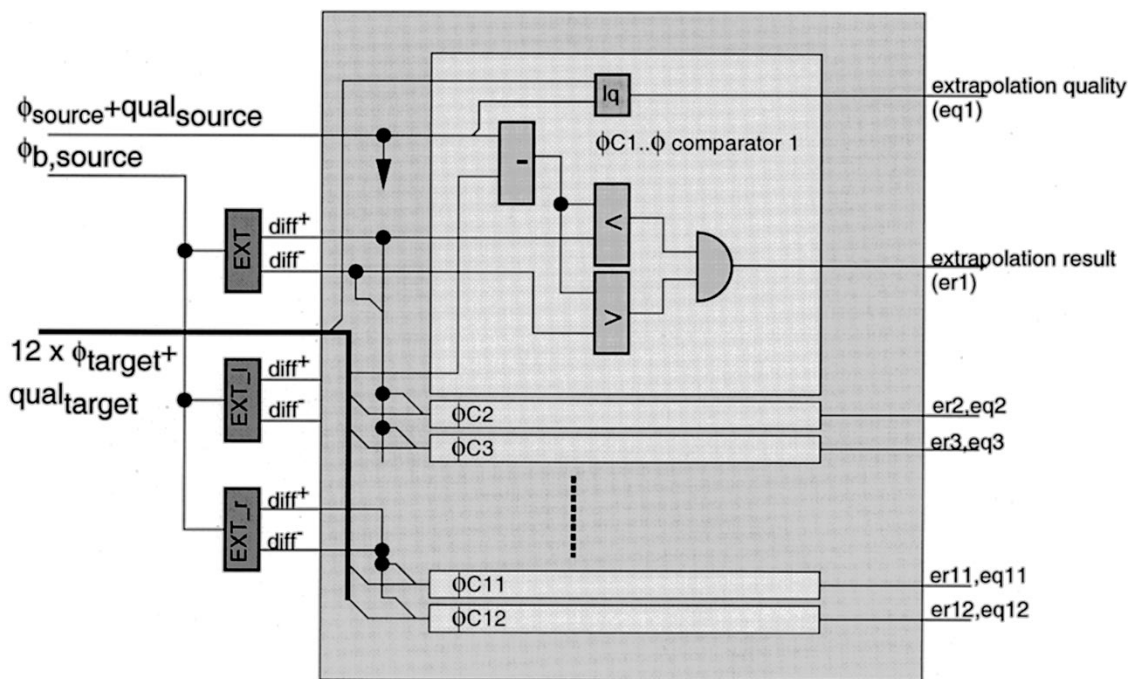 ϕsource+qualsource
ϕb,source
EXT
diff+
diff-
12 x ϕtarget+
qualtarget
EXT_l
diff+
diff-
EXT_r
diff+
diff-
Iq
ϕC1..ϕ comparator 1
-
<
>
extrapolation quality
(eq1)
extrapolation result
(er1)
ϕC2
er2,eq2
ϕC3
er3,eq3
ϕC11
er11,eq11
ϕC12
er12,eq12